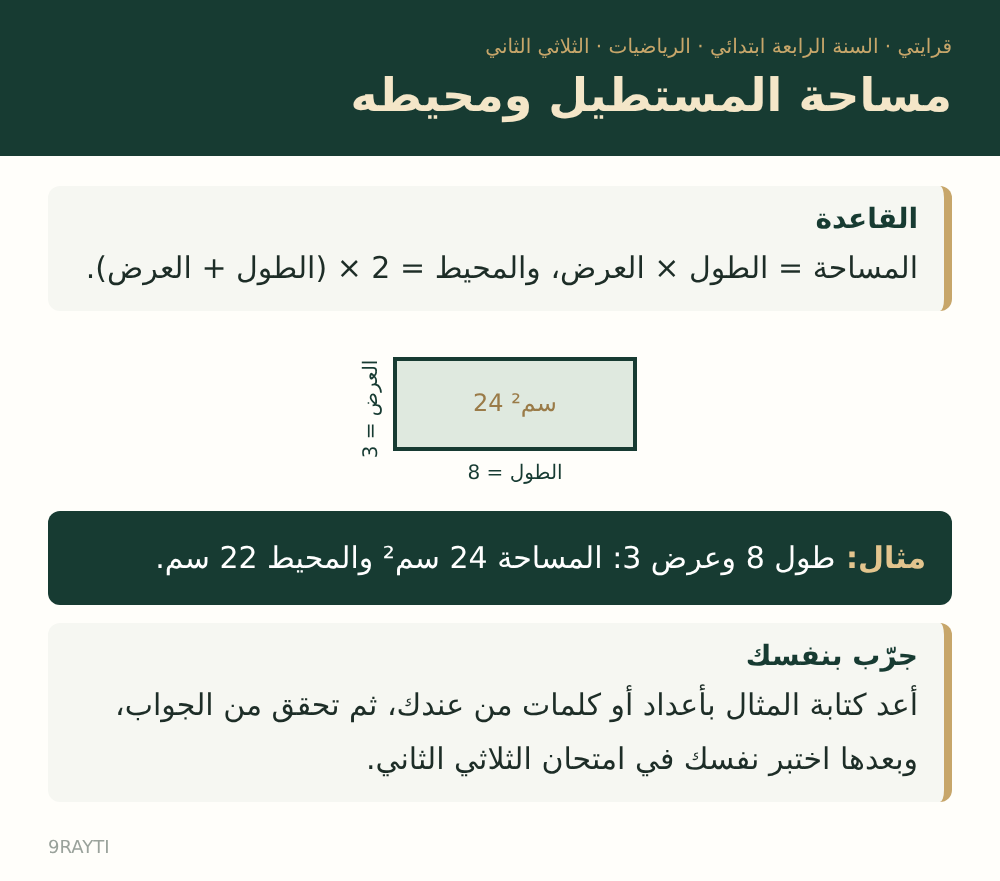 قرايتي · السنة الرابعة ابتدائي · الرياضيات · الثلاثي الثاني
مساحة المستطيل ومحيطه
القاعدة
المساحة = الطول × العرض، والمحيط = 2 × (الطول + العرض).
العرض = 3
24 سم²
الطول = 8
مثال: طول 8 وعرض 3: المساحة 24 سم² والمحيط 22 سم.
جرّب بنفسك
أعد كتابة المثال بأعداد أو كلمات من عندك، ثم تحقق من الجواب،
وبعدها اختبر نفسك في امتحان الثلاثي الثاني.
9RAYTI